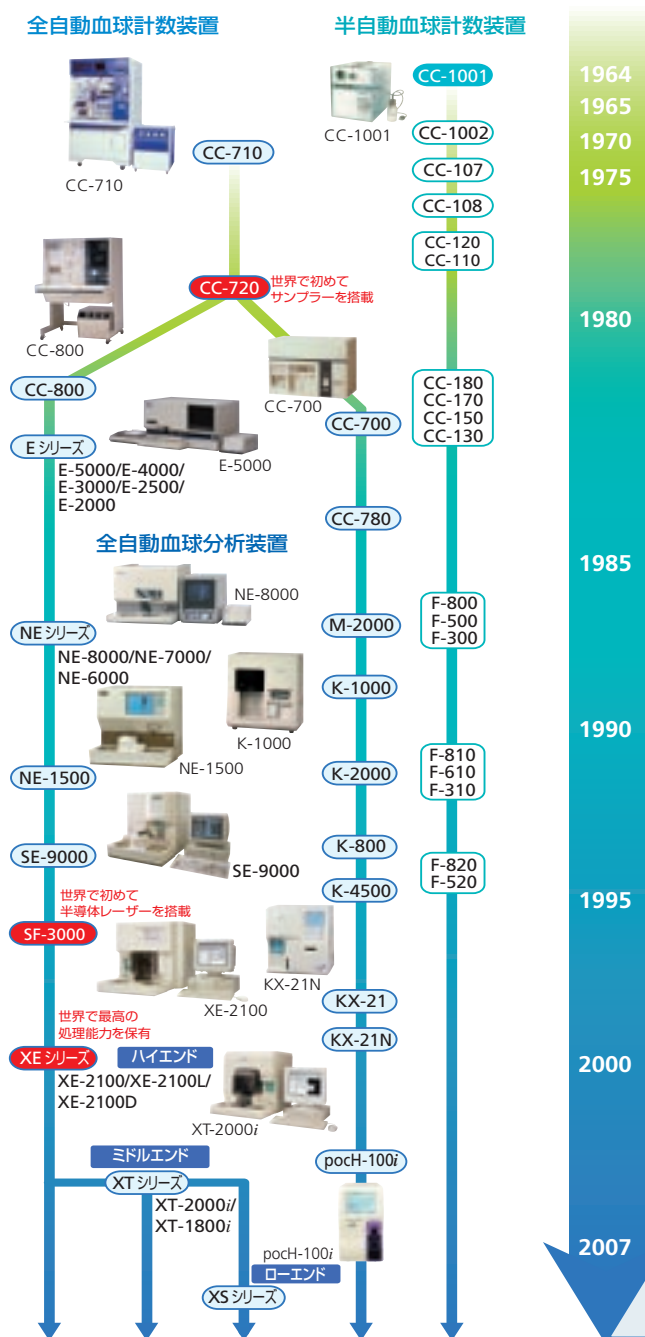 全自動血球計数装置
半自動血球計数装置
CC-710
CC-710
CC-720
世界で初めて
サンプラーを搭載
CC-800
CC-800
CC-700
CC-700
Eシリーズ
E-5000
E-5000/E-4000/
E-3000/E-2500/
E-2000
CC-780
全自動血球分析装置
NE-8000
NEシリーズ
NE-8000/NE-7000/
NE-6000
M-2000
K-1000
K-1000
NE-1500
NE-1500
K-2000
SE-9000
SE-9000
K-800
K-4500
世界で初めて
半導体レーザーを搭載
SF-3000
XE-2100
KX-21N
KX-21
KX-21N
世界で最高の
処理能力を保有
XEシリーズ
ハイエンド
XE-2100/XE-2100L/
XE-2100D
XT-2000i
ミドルエンド
XTシリーズ
XT-2000i/
XT-1800i
pocH-100i
pocH-100i
ローエンド
XSシリーズ
CC-1001
CC-1001
CC-1002
CC-107
CC-108
CC-120
CC-110
CC-180
CC-170
CC-150
CC-130
F-800
F-500
F-300
F-810
F-610
F-310
F-820
F-520
1964
1965
1970
1975
1980
1985
1990
1995
2000
2007